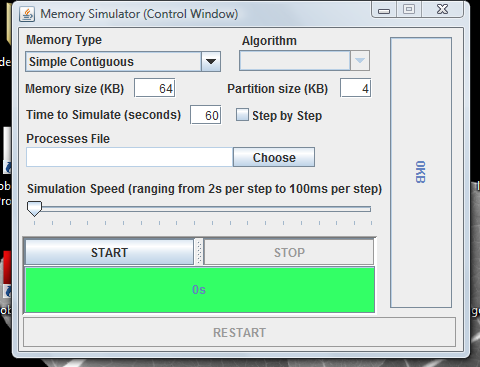 Memory Simulator (Control Window)
Memory Type
Algorithm
Simple Contiguous
Memory size (KB) 64 Partition size (KB) 4
Time to Simulate (seconds) 60 Step by Step
Processes File
Choose
Simulation Speed (ranging from 2s per step to 100ms per step)
START STOP
0s
RESTART
0KB